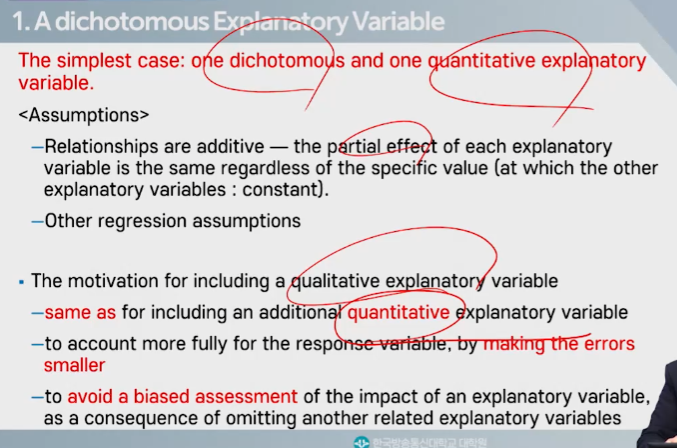 1. A dichotomous Explanatory Variable
The simplest case: one dichotomous and one quantitative explanatory
variable.
<Assumptions>
–Relationships are additive — the partial effect of each explanatory
variable is the same regardless of the specific value (at which the other
explanatory variables : constant).
–Other regression assumptions
▪ The motivation for including a qualitative explanatory variable
–same as for including an additional quantitative explanatory variable
–to account more fully for the response variable, by making the errors
smaller
–to avoid a biased assessment of the impact of an explanatory variable,
as a consequence of omitting another related explanatory variables
한국방송통신대학교 대학원